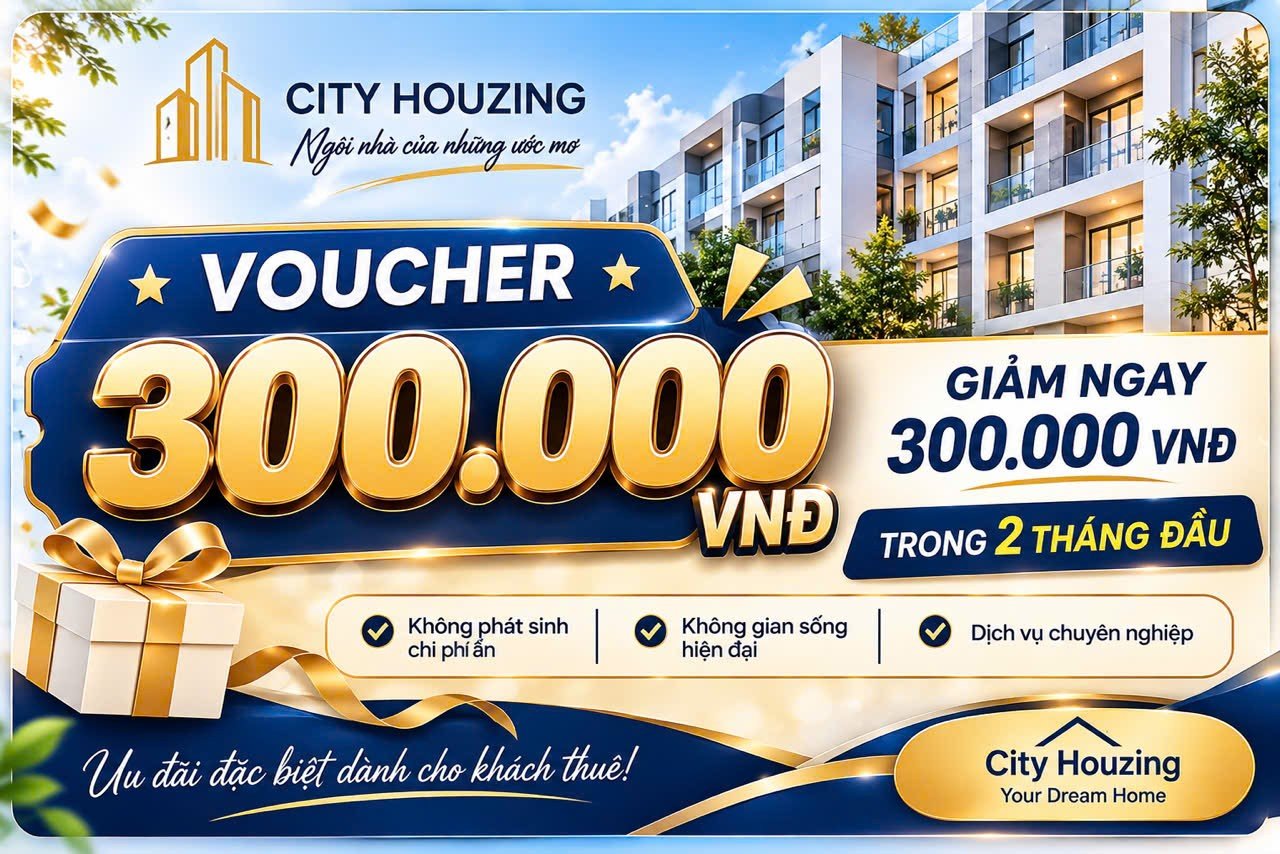 CITY HOUZING
Ngôi nhà của những ước mơ
VOUCHER
300.000
VNĐ
GIẢM NGAY
300.000 VNĐ
TRONG 2 THÁNG ĐẦU
Không phát sinh
chi phí ẩn
Không gian sống
hiện đại
Dịch vụ chuyên nghiệp
Ưu đãi đặc biệt dành cho khách thuê!
City Houzing
Your Dream Home